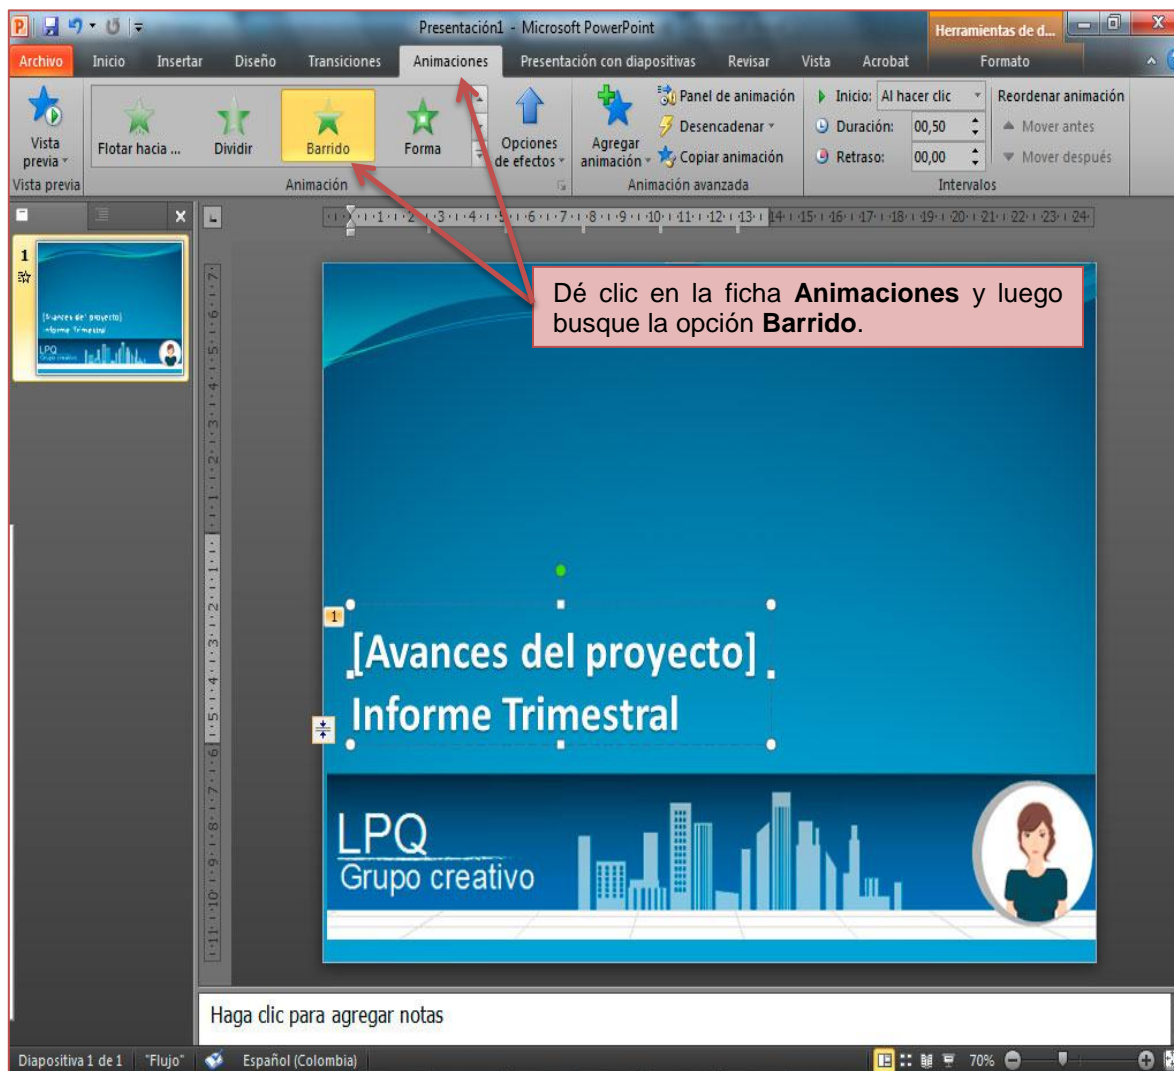 Presentación1 - Microsoft PowerPoint
Herramientas de d...
Archivo Inicio Insertar Diseño Transiciones Animaciones Presentación con diapositivas Revisar Vista Acrobat Formato
Vista previa
Flotar hacia ...
Dividir
Barrido
Forma
Opciones de efectos
Agregar animación
Panel de animación
Desencadenar
Copiar animación
Inicio: Al hacer clic
Duración: 00,50
Retraso: 00,00
Reordenar animación
Mover antes
Mover después
Vista previa
Animación
Animación avanzada
Intervalos
1
Dé clic en la ficha Animaciones y luego
busque la opción Barrido.
1
[Avances del proyecto]
Informe Trimestral
LPQ
Grupo creativo
Haga clic para agregar notas
Diapositiva 1 de 1 "Flujo" Español (Colombia) 70%